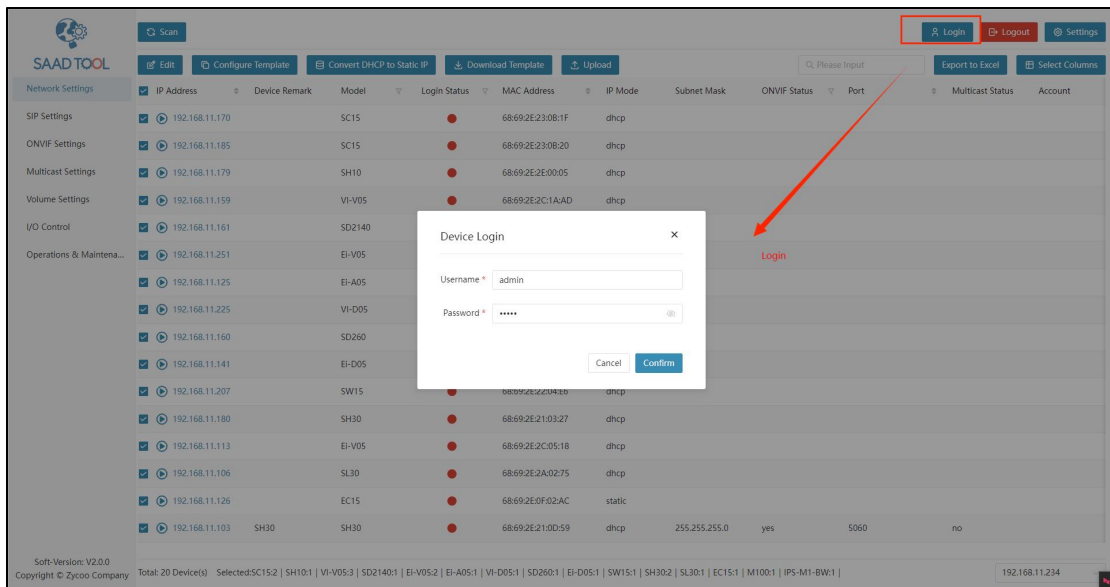 Scan
Login
Logout
Settings
SAAD TOOL
Edit
Configure Template
Convert DHCP to Static IP
Download Template
Upload
Please Input
Export to Excel
Select Columns
Network Settings
SIP Settings
ONVIF Settings
Multicast Settings
Volume Settings
I/O Control
Operations & Maintena...
IP Address Device Remark Model Login Status MAC Address IP Mode Subnet Mask ONVIF Status Port Multicast Status Account
192.168.11.170 SC15 68:69:2E:23:0B:1F dhcp
192.168.11.185 SC15 68:69:2E:23:0B:20 dhcp
192.168.11.179 SH10 68:69:2E:2E:00:05 dhcp
192.168.11.159 VI-V05 68:69:2E:2C:1A:AD dhcp
192.168.11.161 SD2140
192.168.11.251 EI-V05
192.168.11.125 EI-A05
192.168.11.225 VI-D05
192.168.11.160 SD260
192.168.11.141 EI-D05
192.168.11.207 SW15 68:69:2E:22:04:E6 dhcp
192.168.11.180 SH30 68:69:2E:21:03:27 dhcp
192.168.11.113 EI-V05 68:69:2E:2C:05:18 dhcp
192.168.11.106 SL30 68:69:2E:2A:02:75 dhcp
192.168.11.126 EC15 68:69:2E:0F:02:AC static
192.168.11.103 SH30 SH30 68:69:2E:21:0D:59 dhcp 255.255.255.0 yes 5060 no
Device Login
Username * admin
Password *
Cancel
Confirm
Login
Soft-Version: V2.0.0
Copyright © Zycoo Company
Total: 20 Device(s) Selected:SC15:2 | SH10:1 | VI-V05:3 | SD2140:1 | EI-V05:2 | EI-A05:1 | VI-D05:1 | SD260:1 | EI-D05:1 | SW15:1 | SH30:2 | SL30:1 | EC15:1 | M100:1 | IPS-M1-BW:1 |
192.168.11.234